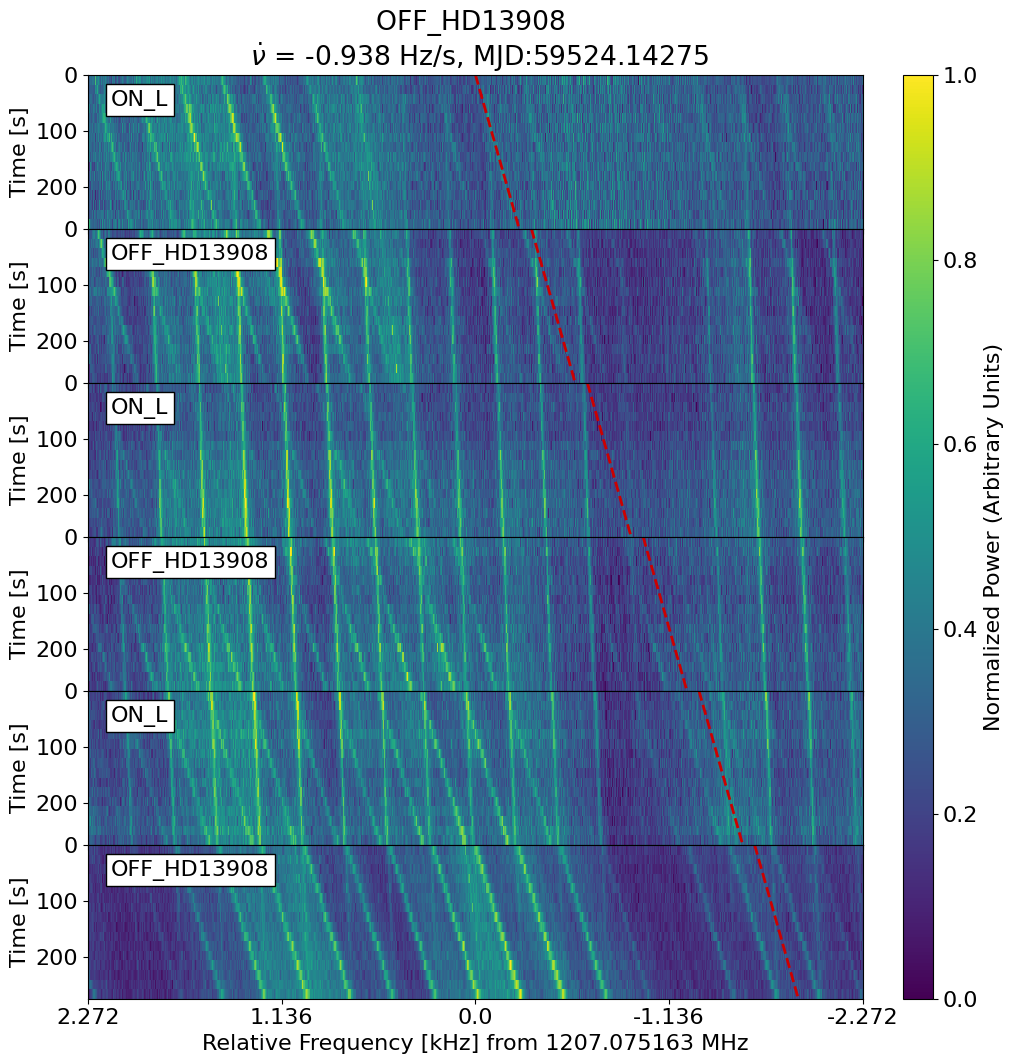 OFF_HD13908
ν̇ = -0.938 Hz/s, MJD:59524.14275
ON_L
OFF_HD13908
ON_L
OFF_HD13908
ON_L
OFF_HD13908
Time [s]
0
100
200
Time [s]
0
100
200
Time [s]
0
100
200
Time [s]
0
100
200
Time [s]
0
100
200
Time [s]
0
100
200
2.272 1.136 0.0 -1.136 -2.272
Relative Frequency [kHz] from 1207.075163 MHz
1.0
0.8
0.6
0.4
0.2
0.0
Normalized Power (Arbitrary Units)